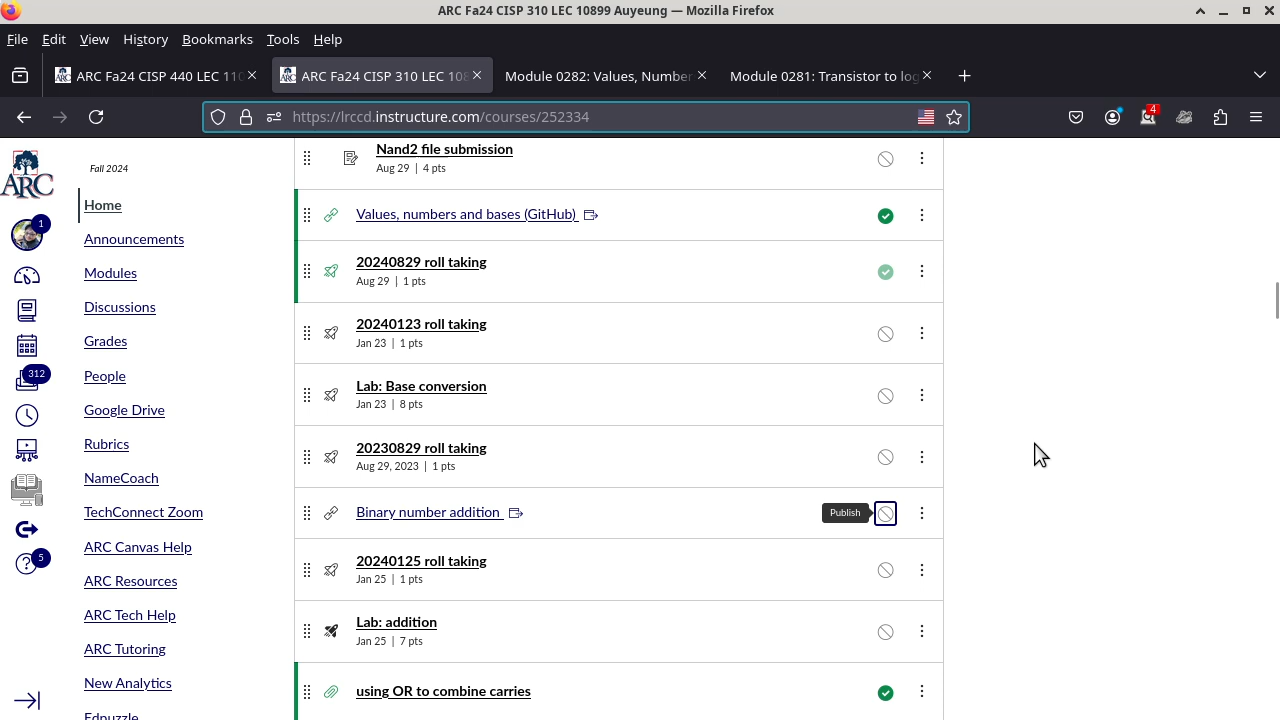 ARC Fa24 CISP 310 LEC 10899 Auyeung — Mozilla Firefox
File Edit View History Bookmarks Tools Help
ARC Fa24 CISP 440 LEC 110
ARC Fa24 CISP 310 LEC 108
Module 0282: Values, Number
Module 0281: Transistor to log
https://lrccd.instructure.com/courses/252334
4
ARC
Fall 2024
1
312
5
Home
Announcements
Modules
Discussions
Grades
People
Google Drive
Rubrics
NameCoach
TechConnect Zoom
ARC Canvas Help
ARC Resources
ARC Tech Help
ARC Tutoring
New Analytics
Edpuzzle
Nand2 file submission
Aug 29 | 4 pts
Values, numbers and bases (GitHub)
20240829 roll taking
Aug 29 | 1 pts
20240123 roll taking
Jan 23 | 1 pts
Lab: Base conversion
Jan 23 | 8 pts
20230829 roll taking
Aug 29, 2023 | 1 pts
Binary number addition
Publish
20240125 roll taking
Jan 25 | 1 pts
Lab: addition
Jan 25 | 7 pts
using OR to combine carries